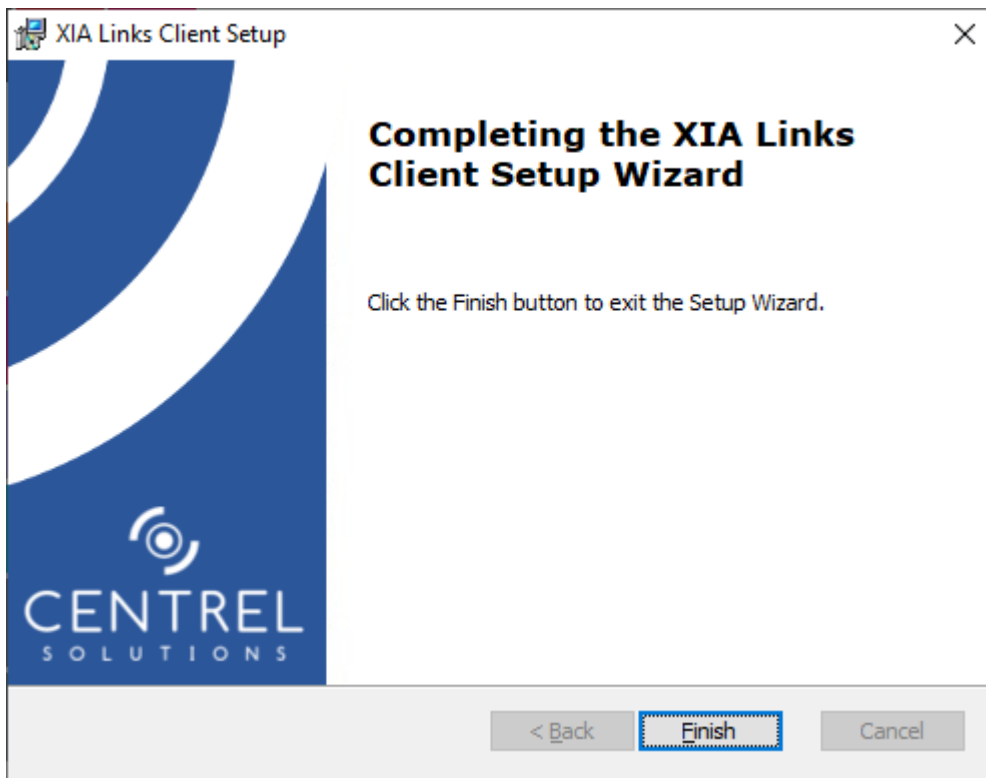 XIA Links Client Setup
Completing the XIA Links
Client Setup Wizard
Click the Finish button to exit the Setup Wizard.
CENTREL
SOLUTIONS
< Back
Finish
Cancel